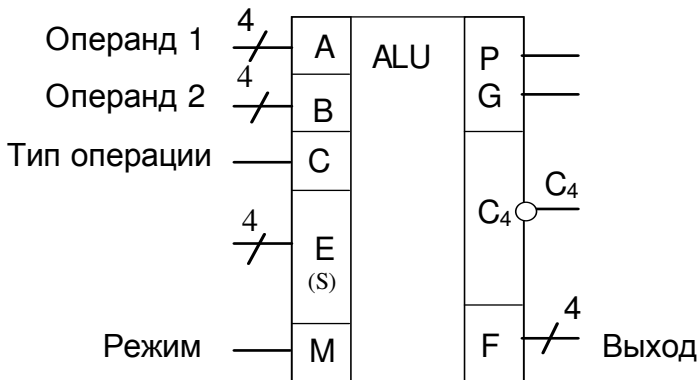 Операнд 1 4 A ALU P
G
Операнд 2 4 B
Тип операции C
C4 C4
4 E
(S)
Режим M F 4 Выход